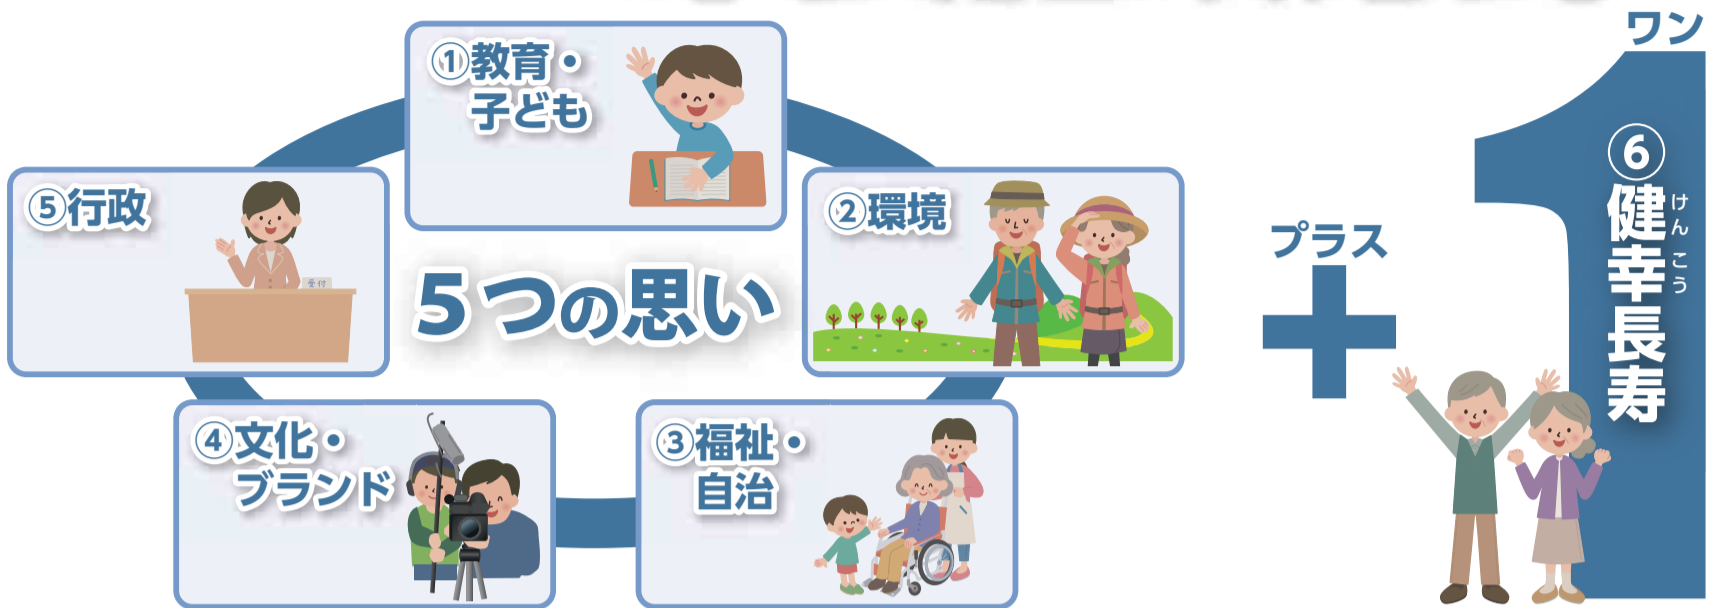 ①教育・
子ども
②環境
③福祉・
自治
④文化・
ブランド
⑤行政
受付
5つの思い
プラス
ワン
⑥健幸長寿
けんこう